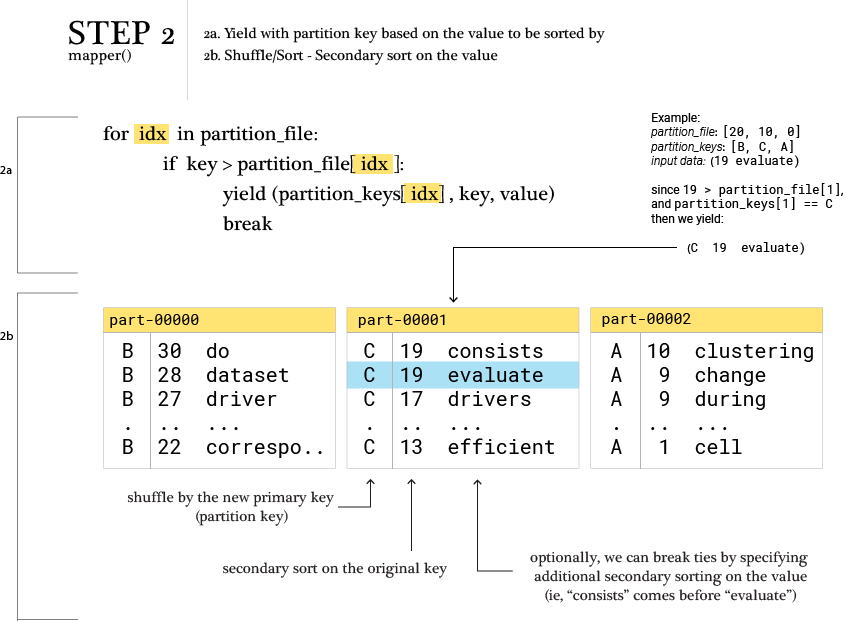 STEP 2
mapper()
2a. Yield with partition key based on the value to be sorted by
2b. Shuffle/Sort - Secondary sort on the value
2a
for idx in partition_file:
if key > partition_file[ idx ]:
yield (partition_keys[ idx] , key, value)
break
Example:
partition_file: [20, 10, 0]
partition_keys: [B, C, A]
input data: (19 evaluate)
since 19 > partition_file[1],
and partition_keys[1] == C
then we yield:
(C 19 evaluate)
2b
part-00000
B 30 do
B 28 dataset
B 27 driver
. .. ...
B 22 correspo..
part-00001
C 19 consists
C 19 evaluate
C 17 drivers
. .. ...
C 13 efficient
part-00002
A 10 clustering
A 9 change
A 9 during
. .. ...
A 1 cell
shuffle by the new primary key
(partition key)
secondary sort on the original key
optionally, we can break ties by specifying
additional secondary sorting on the value
(ie, “consists” comes before “evaluate”)